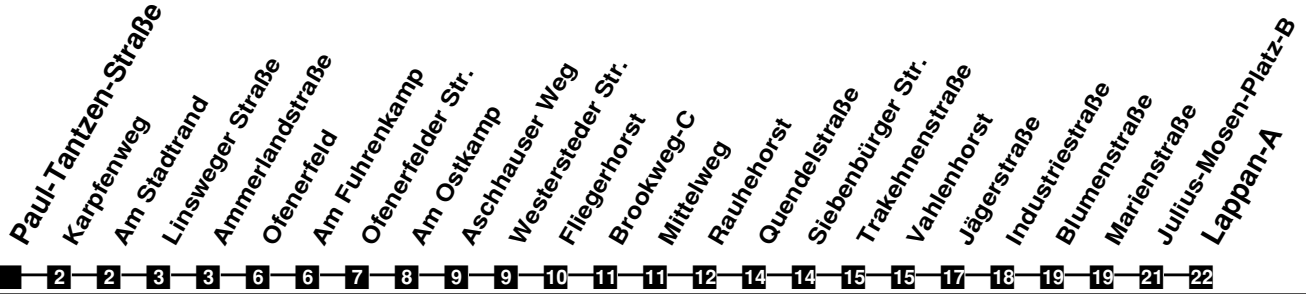 Paul-Tantzen-Straße
Karpfenweg
Am Stadtrand
Linsweger Straße
Ammerlandstraße
Ofenerfeld
Am Fuhrenkamp
Ofenerfelder Str.
Am Ostkamp
Aschhauser Weg
Westersteder Str.
Fliegerhorst
Brookweg-C
Mittelweg
Rauhehorst
Quendelstraße
Siebenbürger Str.
Trakehnenstraße
Vahlenhorst
Jägerstraße
Industriestraße
Blumenstraße
Marienstraße
Julius-Mosen-Platz-B
Lappan-A
2 2 3 3 6 6 7 8 9 9 10 11 11 12 14 14 15 15 17 18 19 19 21 22